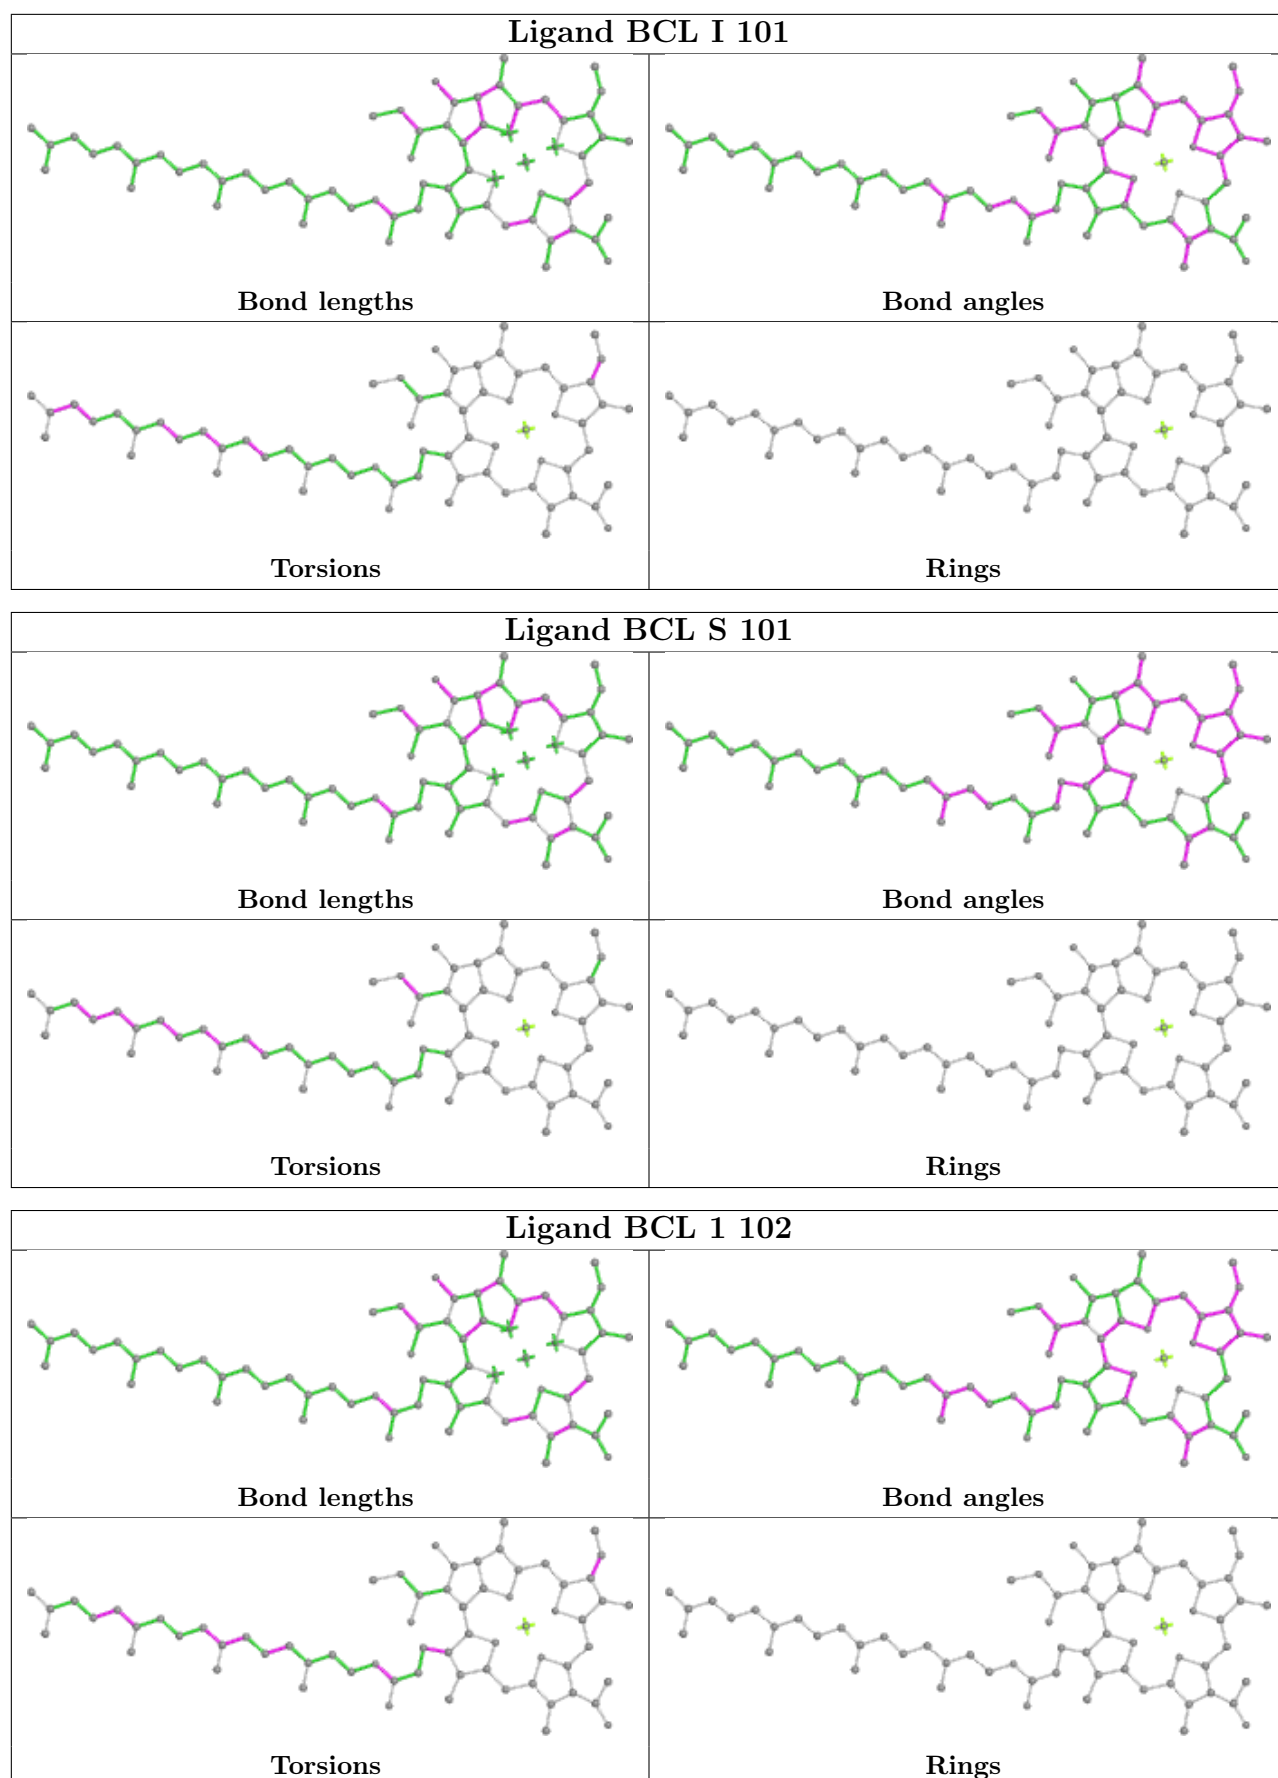 Ligand BCL I 101
Bond lengths
Bond angles
Torsions
Rings
Ligand BCL S 101
Bond lengths
Bond angles
Torsions
Rings
Ligand BCL 1 102
Bond lengths
Bond angles
Torsions
Rings